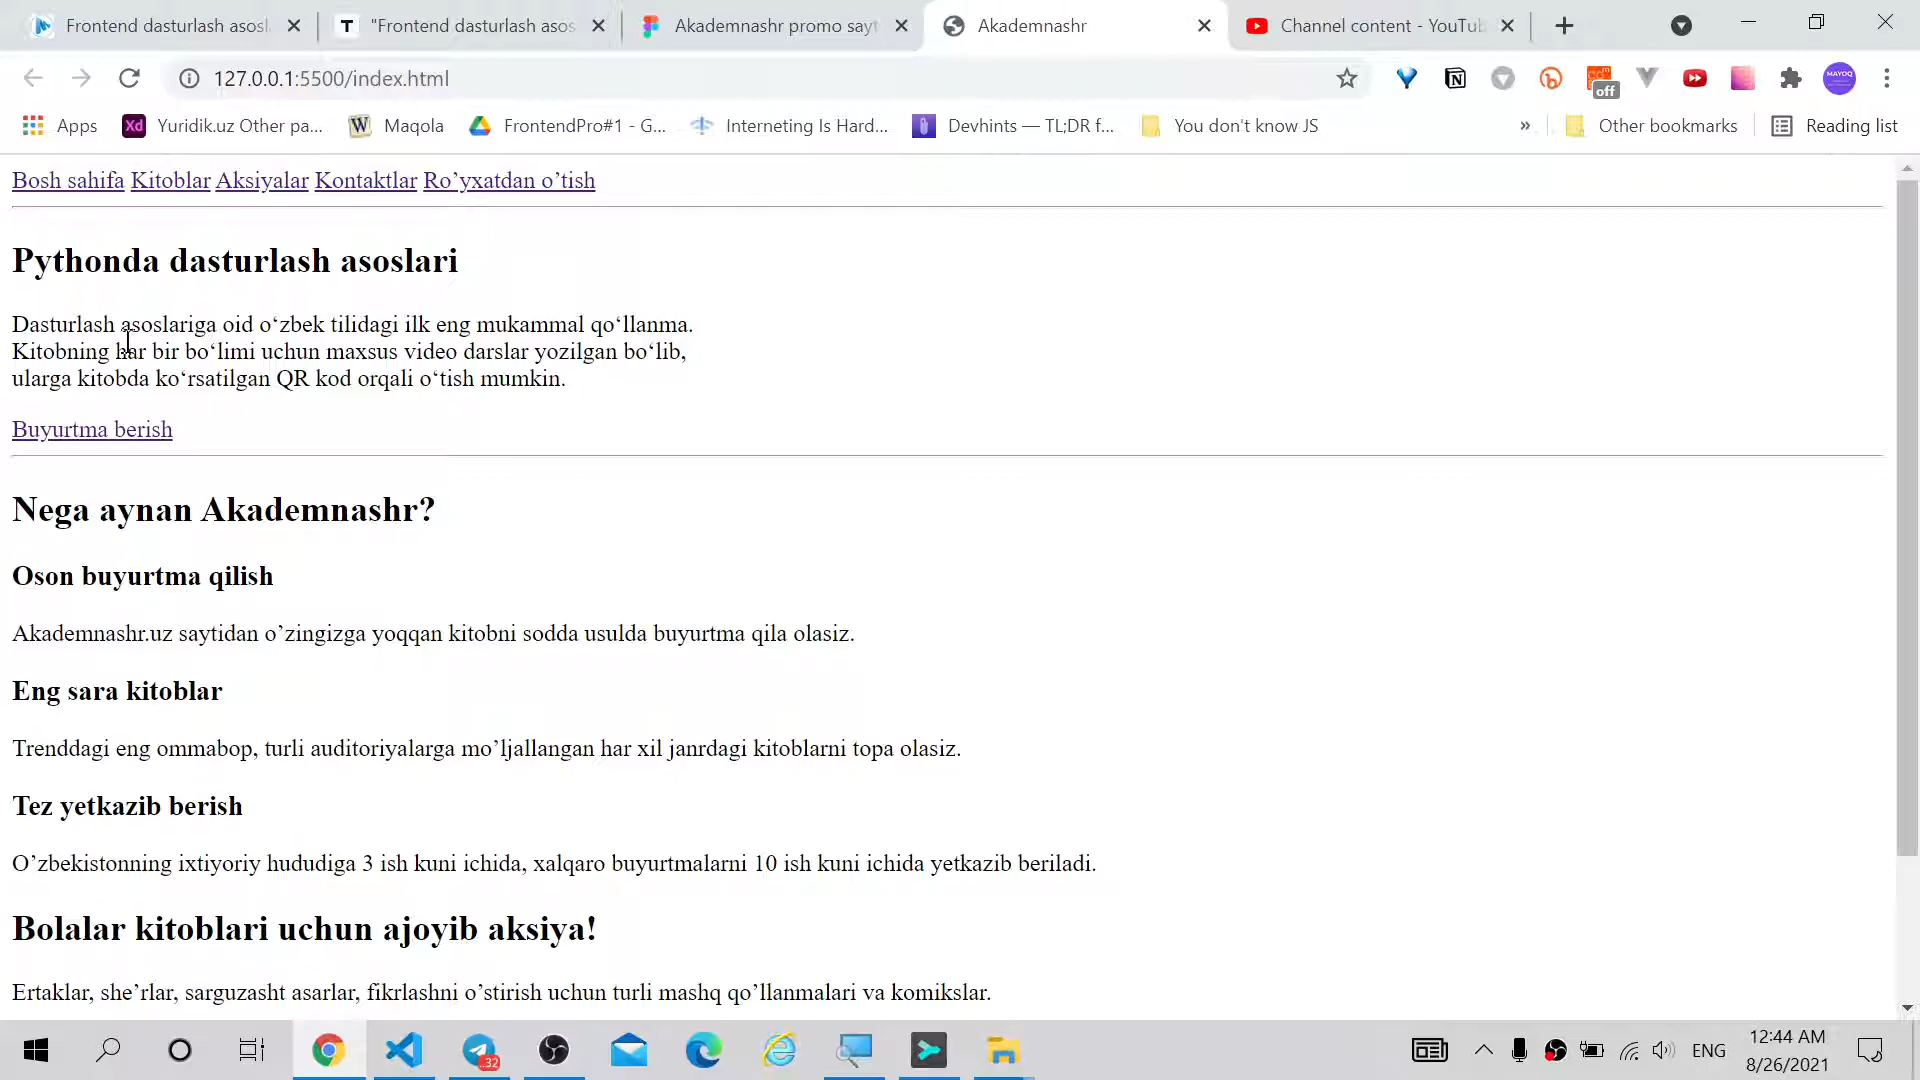 Frontend dasturlash asosl
"Frontend dasturlash asos
Akademnashr promo sayt
Akademnashr
Channel content - YouTub
127.0.0.1:5500/index.html
off
MAYOQ
Apps
Xd
Yuridik.uz Other pa...
W
Maqola
FrontendPro#1 - G...
Interneting Is Hard...
Devhints — TL;DR f...
You don't know JS
»
Other bookmarks
Reading list
Bosh sahifa Kitoblar Aksiyalar Kontaktlar Ro’yxatdan o’tish
Pythonda dasturlash asoslari
Dasturlash asoslariga oid o‘zbek tilidagi ilk eng mukammal qo‘llanma.
Kitobning har bir bo‘limi uchun maxsus video darslar yozilgan bo‘lib,
ularga kitobda ko‘rsatilgan QR kod orqali o‘tish mumkin.
Buyurtma berish
Nega aynan Akademnashr?
Oson buyurtma qilish
Akademnashr.uz saytidan o’zingizga yoqqan kitobni sodda usulda buyurtma qila olasiz.
Eng sara kitoblar
Trenddagi eng ommabop, turli auditoriyalarga mo’ljallangan har xil janrdagi kitoblarni topa olasiz.
Tez yetkazib berish
O’zbekistonning ixtiyoriy hududiga 3 ish kuni ichida, xalqaro buyurtmalarni 10 ish kuni ichida yetkazib beriladi.
Bolalar kitoblari uchun ajoyib aksiya!
Ertaklar, she’rlar, sarguzasht asarlar, fikrlashni o’stirish uchun turli mashq qo’llanmalari va komikslar.
32
ENG
12:44 AM
8/26/2021